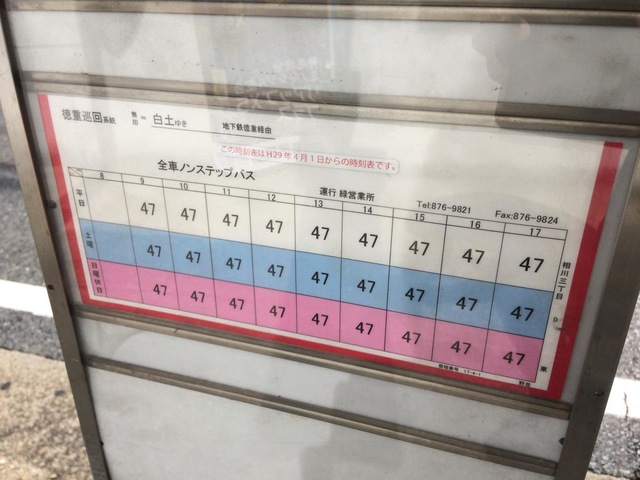 徳重巡回系統 無印 = 白土ゆき 地下鉄徳重経由
この時刻表はH29年4月1日からの時刻表です。
全車ノンステップバス 運行 緑営業所 Tel:876-9821 Fax:876-9824
8 9 10 11 12 13 14 15 16 17
平日 47 47 47 47 47 47 47 47 47
土曜 47 47 47 47 47 47 47 47 47
日曜休日 47 47 47 47 47 47 47 47 47
相川三丁目
D
東